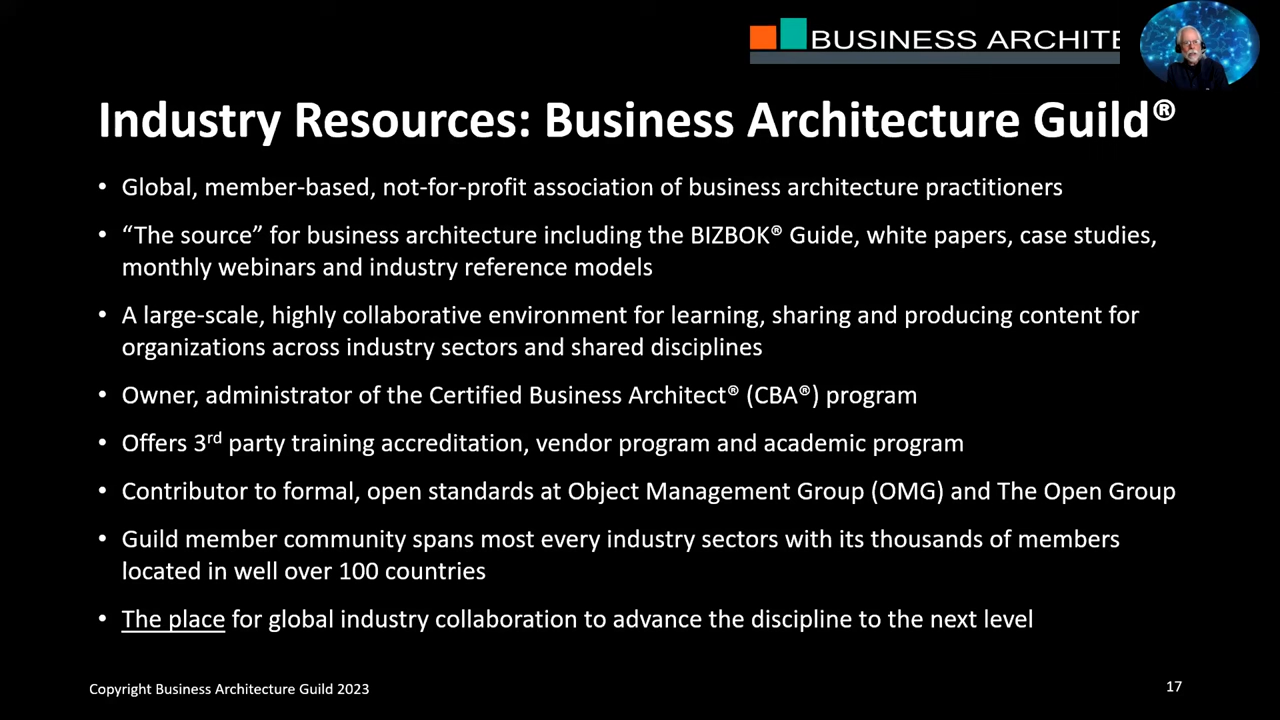 BUSINESS ARCHITE
Industry Resources: Business Architecture Guild®
• Global, member-based, not-for-profit association of business architecture practitioners
• “The source” for business architecture including the BIZBOK® Guide, white papers, case studies,
monthly webinars and industry reference models
• A large-scale, highly collaborative environment for learning, sharing and producing content for
organizations across industry sectors and shared disciplines
• Owner, administrator of the Certified Business Architect® (CBA®) program
• Offers 3rd party training accreditation, vendor program and academic program
• Contributor to formal, open standards at Object Management Group (OMG) and The Open Group
• Guild member community spans most every industry sectors with its thousands of members
located in well over 100 countries
• The place for global industry collaboration to advance the discipline to the next level
Copyright Business Architecture Guild 2023
17